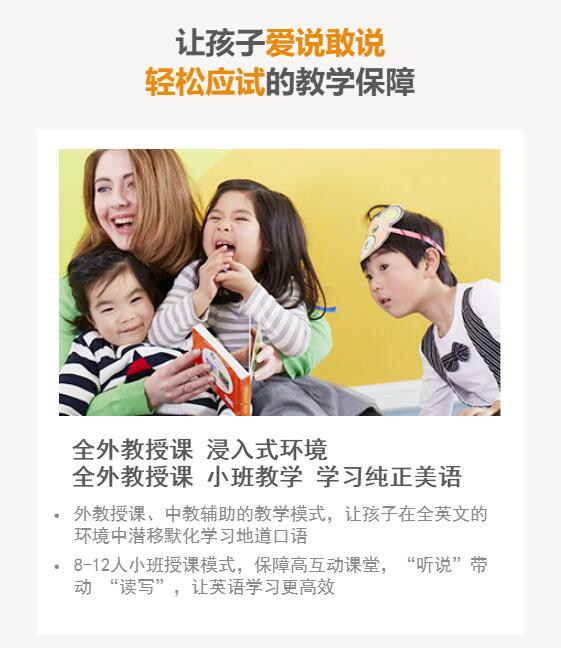 让孩子爱说敢说
轻松应试的教学保障
全外教授课 浸入式环境
全外教授课 小班教学 学习纯正美语
• 外教授课、中教辅助的教学模式，让孩子在全英文的
环境中潜移默化学习地道口语
• 8-12人小班授课模式，保障高互动课堂，“听说”带
动 “读写”，让英语学习更高效